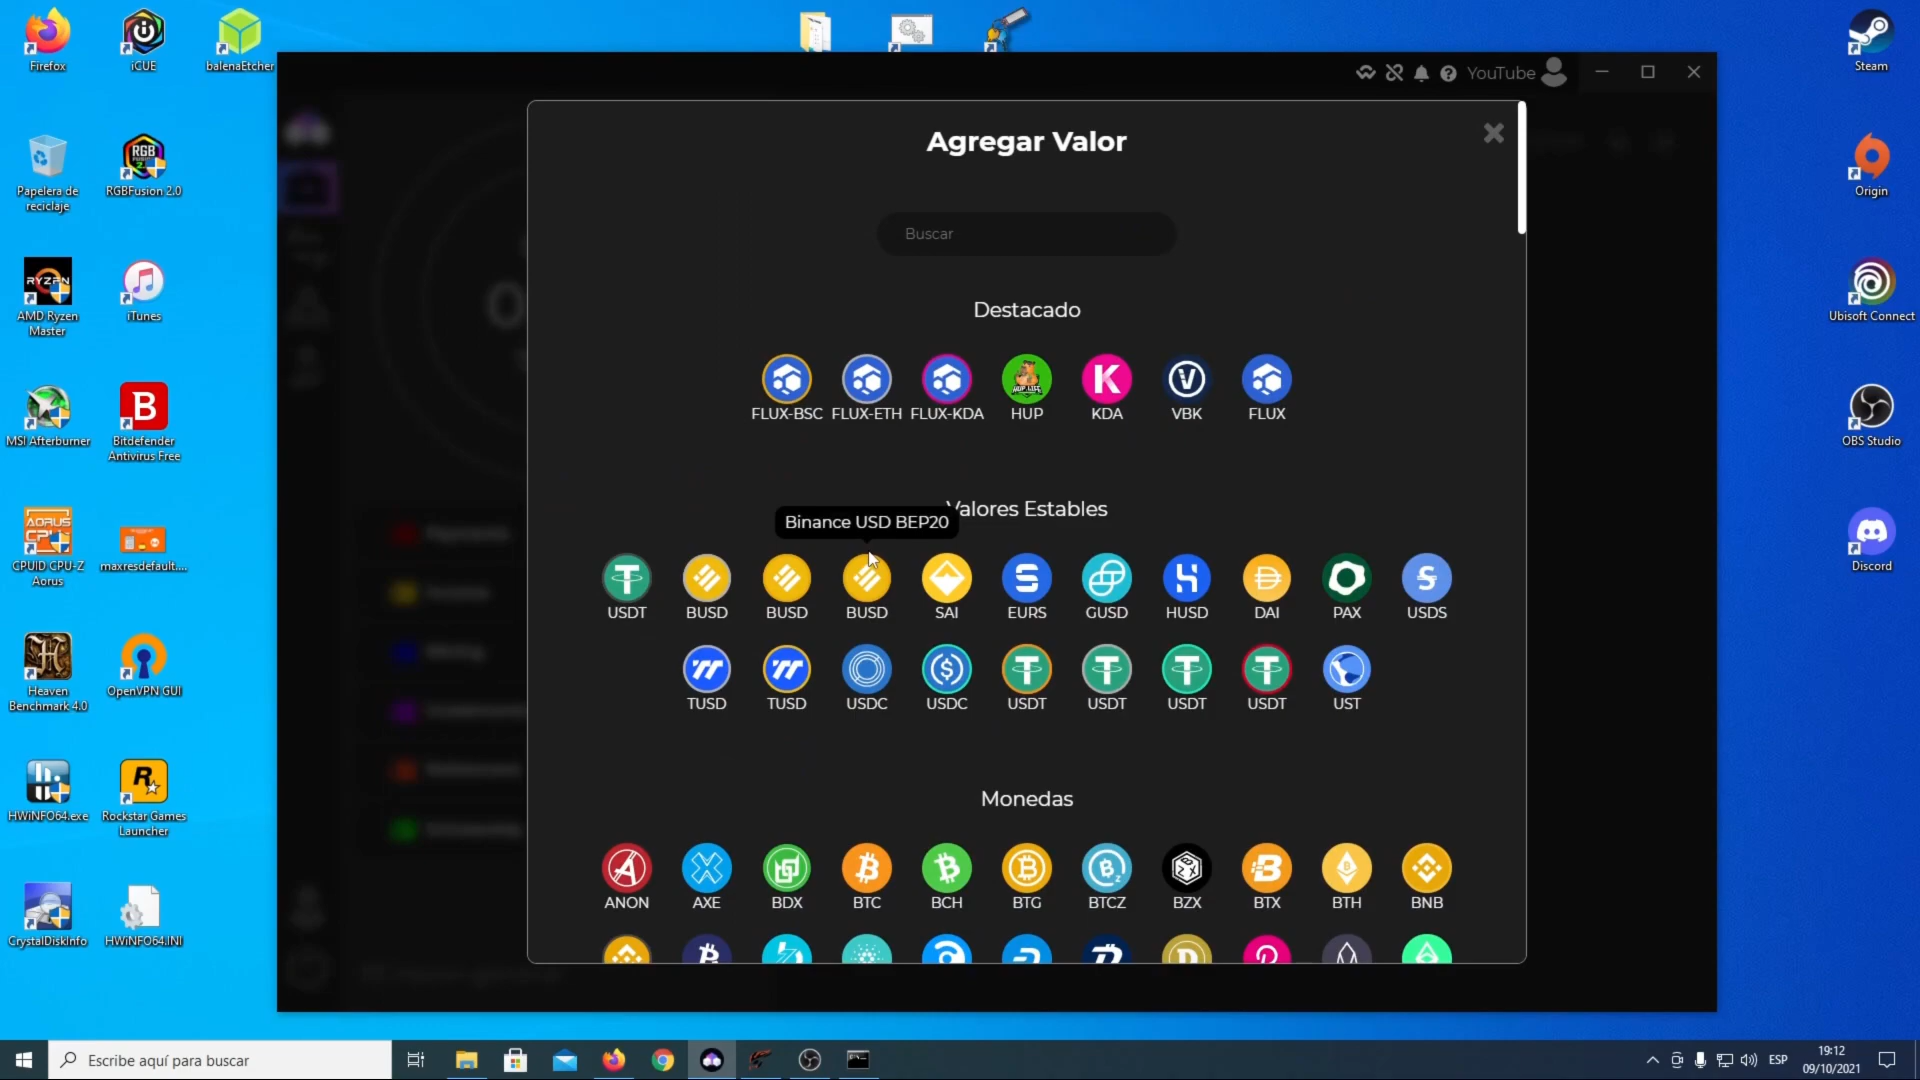 Firefox
iCUE
balenaEtcher
Steam
YouTube
Agregar Valor
Buscar
Destacado
FLUX-BSC FLUX-ETH FLUX-KDA HUP KDA VBK FLUX
Valores Estables
Binance USD BEP20
USDT BUSD BUSD BUSD SAI EURS GUSD HUSD DAI PAX USDS
TUSD TUSD USDC USDC USDT USDT USDT USDT UST
Monedas
ANON AXE BDX BTC BCH BTG BTCZ BZX BTX BTH BNB
Papelera de
reciclaje
RGBFusion 2.0
AMD Ryzen
Master
iTunes
MSI Afterburner
Bitdefender
Antivirus Free
CPUID CPU-Z
Aorus
maxresdefault....
Heaven
Benchmark 4.0
OpenVPN GUI
HWiNFO64.exe
Rockstar Games
Launcher
CrystalDiskInfo
HWiNFO64.INI
Origin
Ubisoft Connect
OBS Studio
Discord
Escribe aquí para buscar
ESP
19:12
09/10/2021